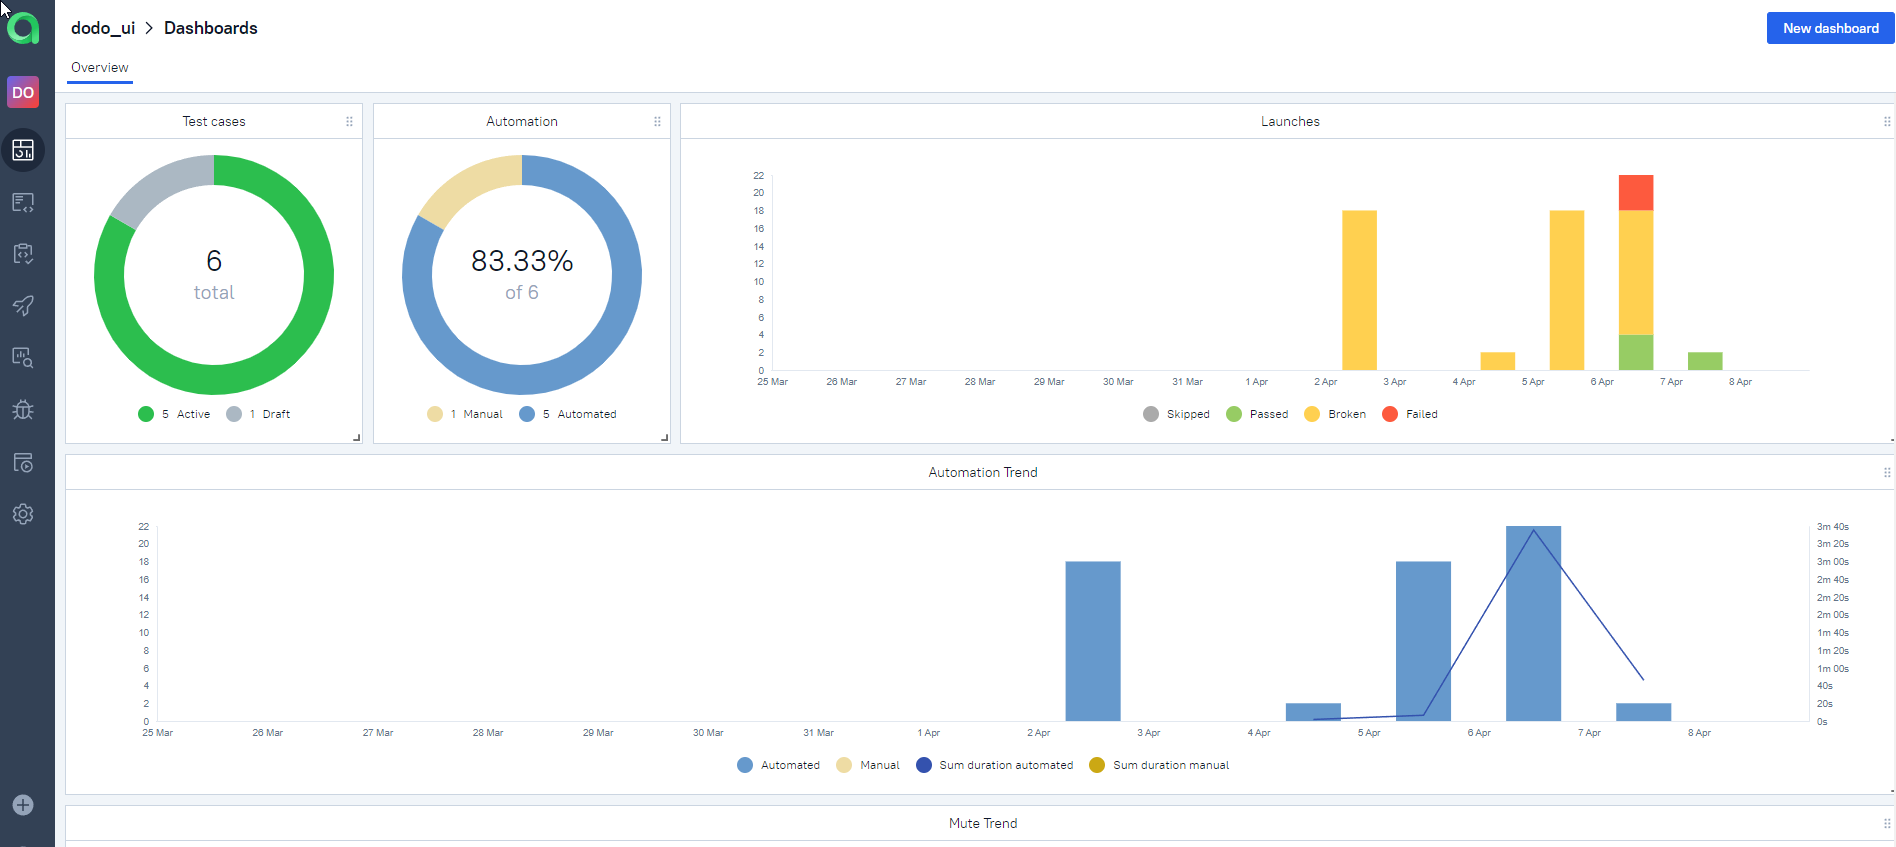 dodo_ui > Dashboards
New dashboard
Overview
DO
Test cases
6
total
5 Active 1 Draft
Automation
83.33%
of 6
1 Manual 5 Automated
Launches
22
20
18
16
14
12
10
8
6
4
2
0
25 Mar 26 Mar 27 Mar 28 Mar 29 Mar 30 Mar 31 Mar 1 Apr 2 Apr 3 Apr 4 Apr 5 Apr 6 Apr 7 Apr 8 Apr
Skipped Passed Broken Failed
Automation Trend
22 3m 40s
20 3m 20s
18 3m 00s
16 2m 40s
14 2m 20s
12 2m 00s
10 1m 40s
8 1m 20s
6 1m 00s
4 40s
2 20s
0 0s
25 Mar 26 Mar 27 Mar 28 Mar 29 Mar 30 Mar 31 Mar 1 Apr 2 Apr 3 Apr 4 Apr 5 Apr 6 Apr 7 Apr 8 Apr
Automated Manual Sum duration automated Sum duration manual
Mute Trend